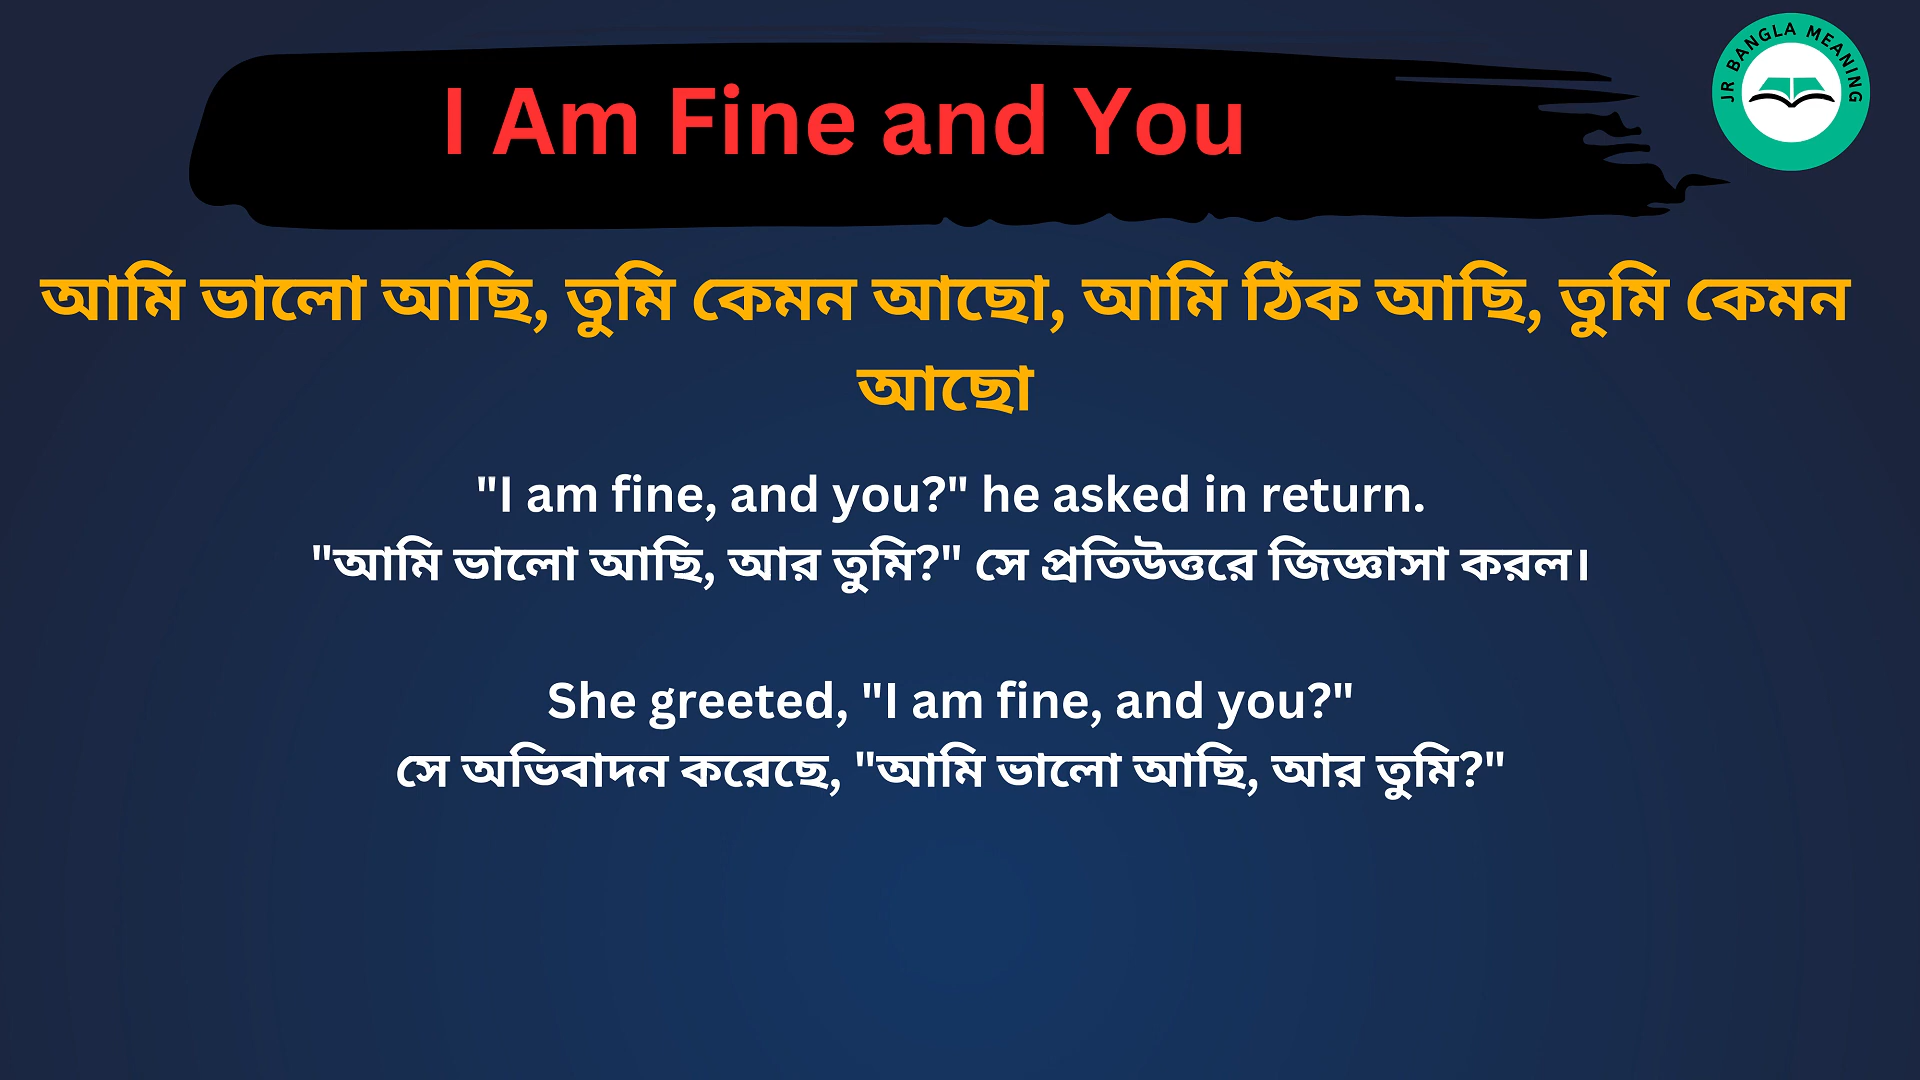 JR BANGLA MEANING
I Am Fine and You
আমি ভালো আছি, তুমি কেমন আছো, আমি ঠিক আছি, তুমি কেমন
আছো
"I am fine, and you?" he asked in return.
"আমি ভালো আছি, আর তুমি?" সে প্রতিউত্তরে জিজ্ঞাসা করল।
She greeted, "I am fine, and you?"
সে অভিবাদন করেছে, "আমি ভালো আছি, আর তুমি?"